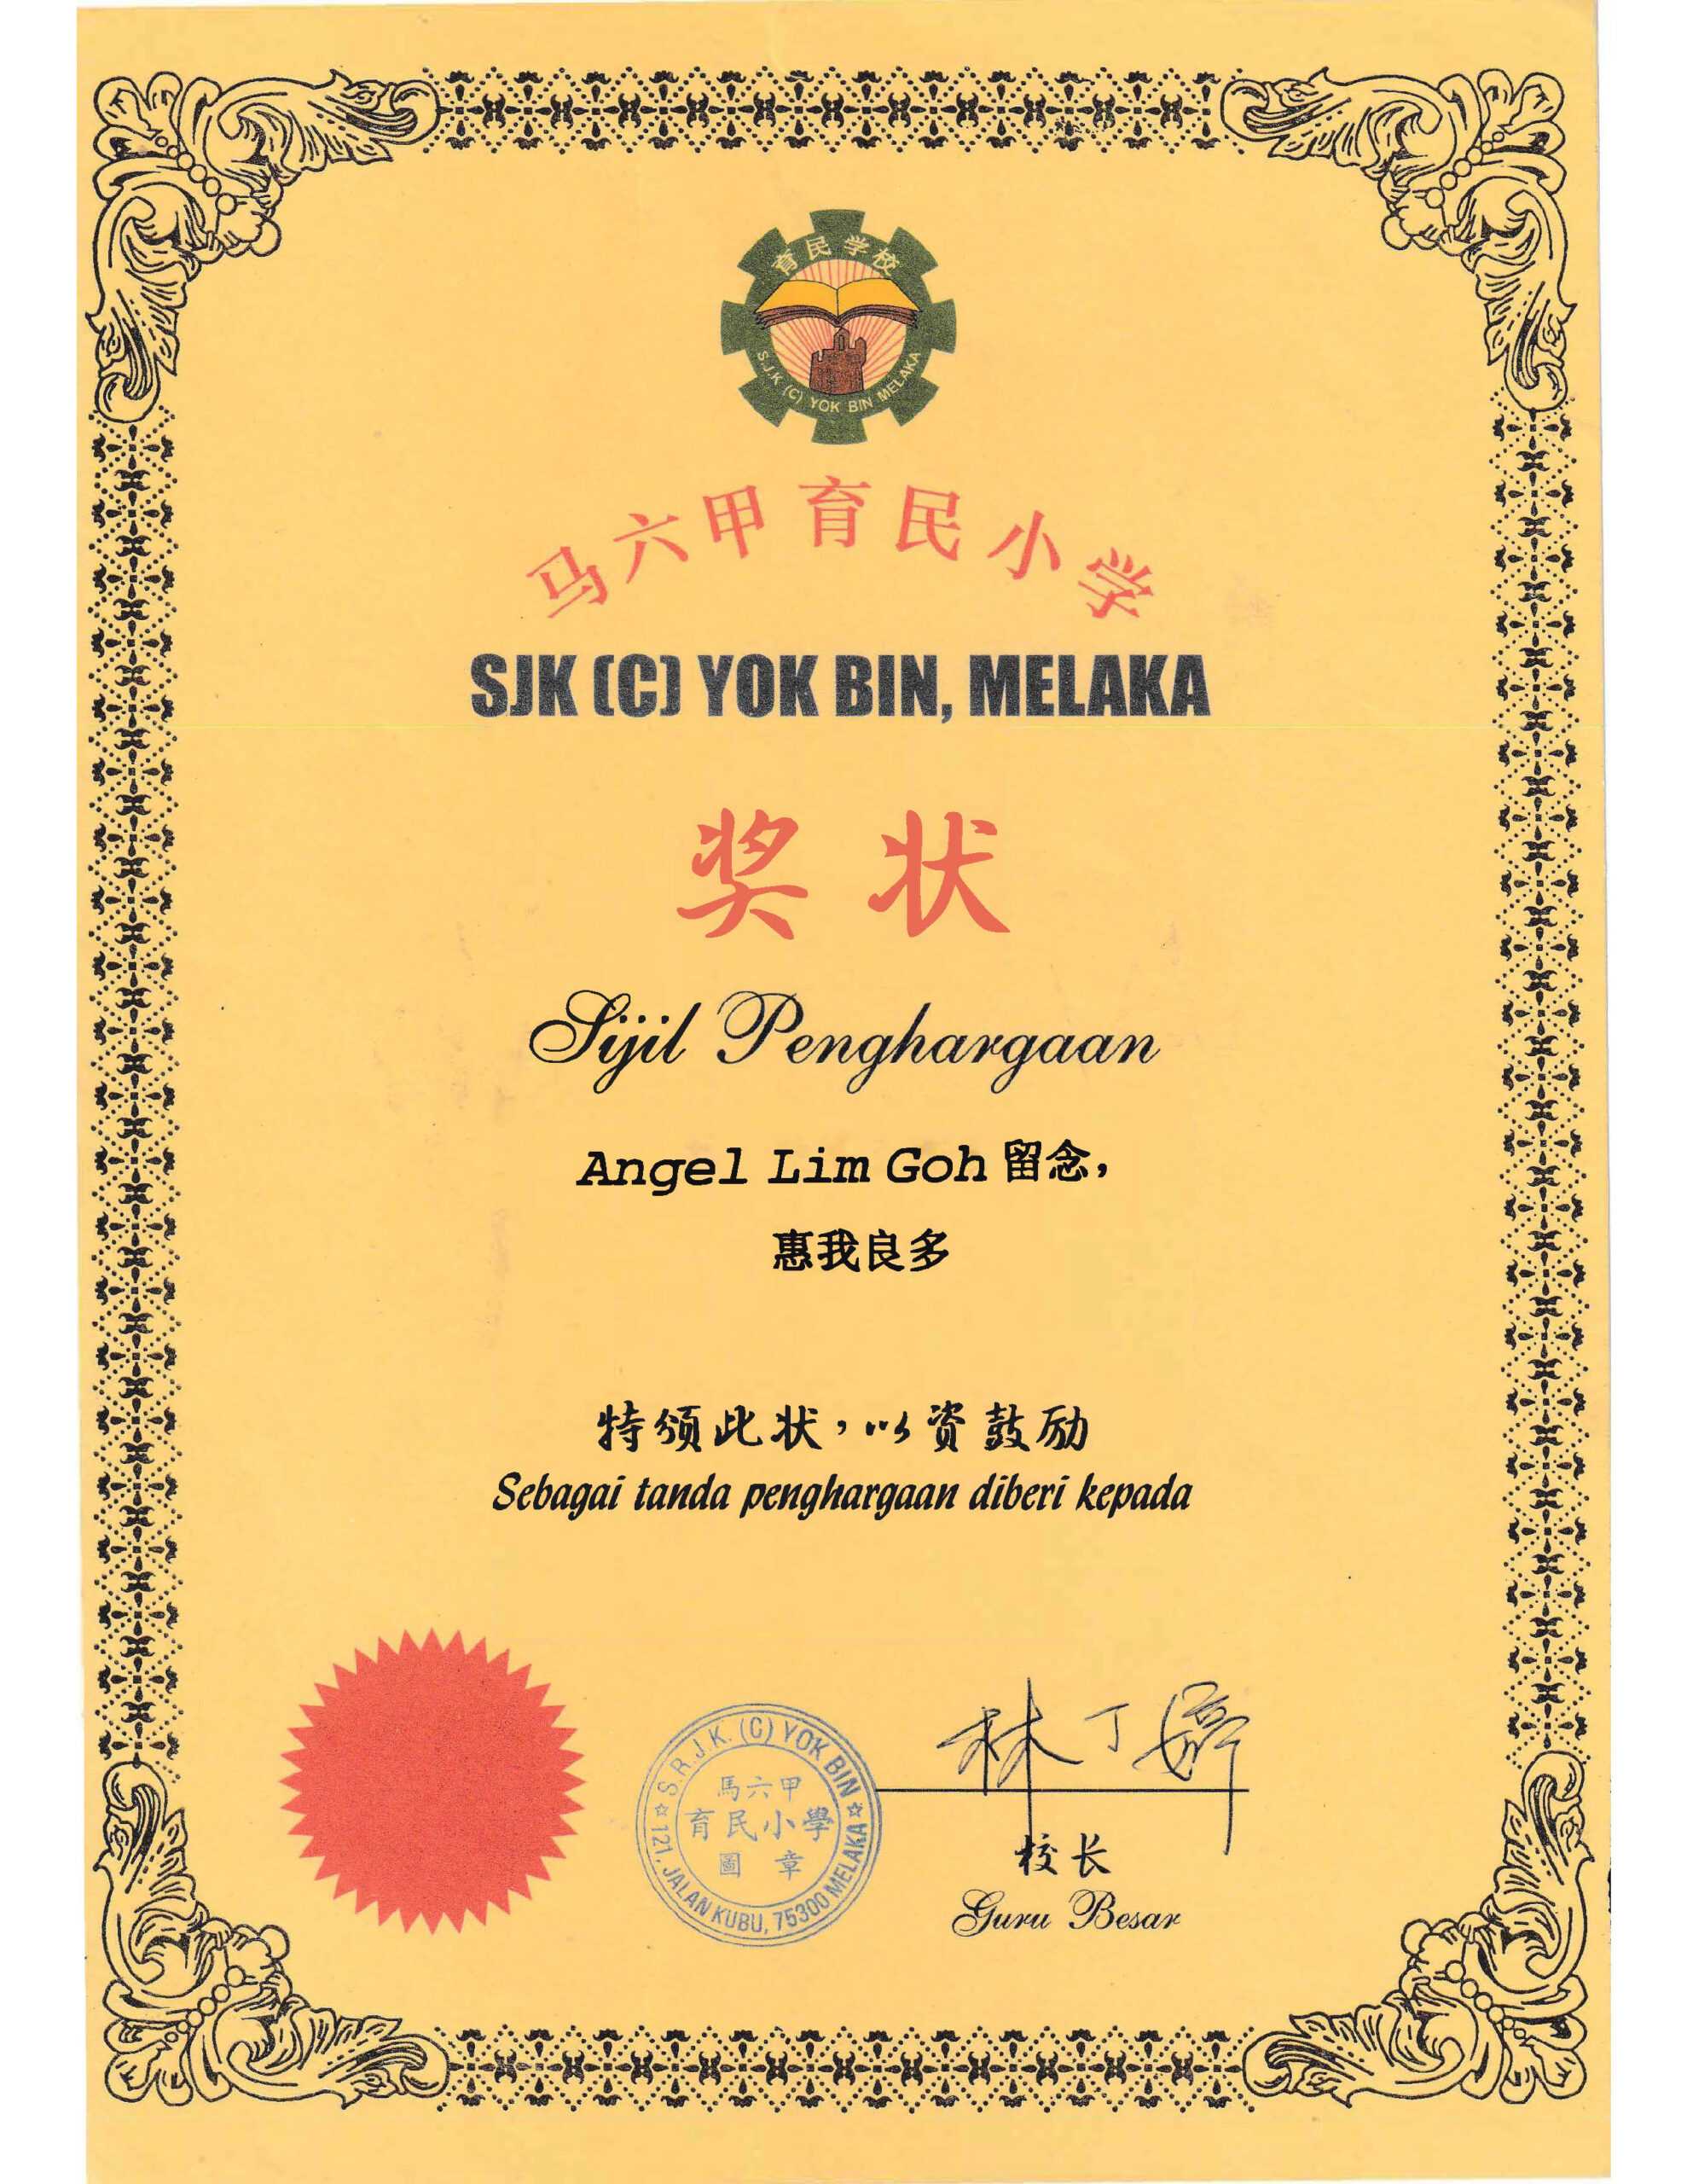 育民学校
S.J.K (C) YOK BIN MELAKA
马六甲育民小学
SJK (C) YOK BIN, MELAKA
奖状
Sijil Penghargaan
Angel Lim Goh 留念,
惠我良多
特颁此状，以资鼓励
Sebagai tanda penghargaan diberi kepada
S.R.J.K. (C) YOK BIN
馬六甲
育民小學
圖章
121, JALAN KUBU, 75300 MELAKA
林丁婷
校长
Guru Besar